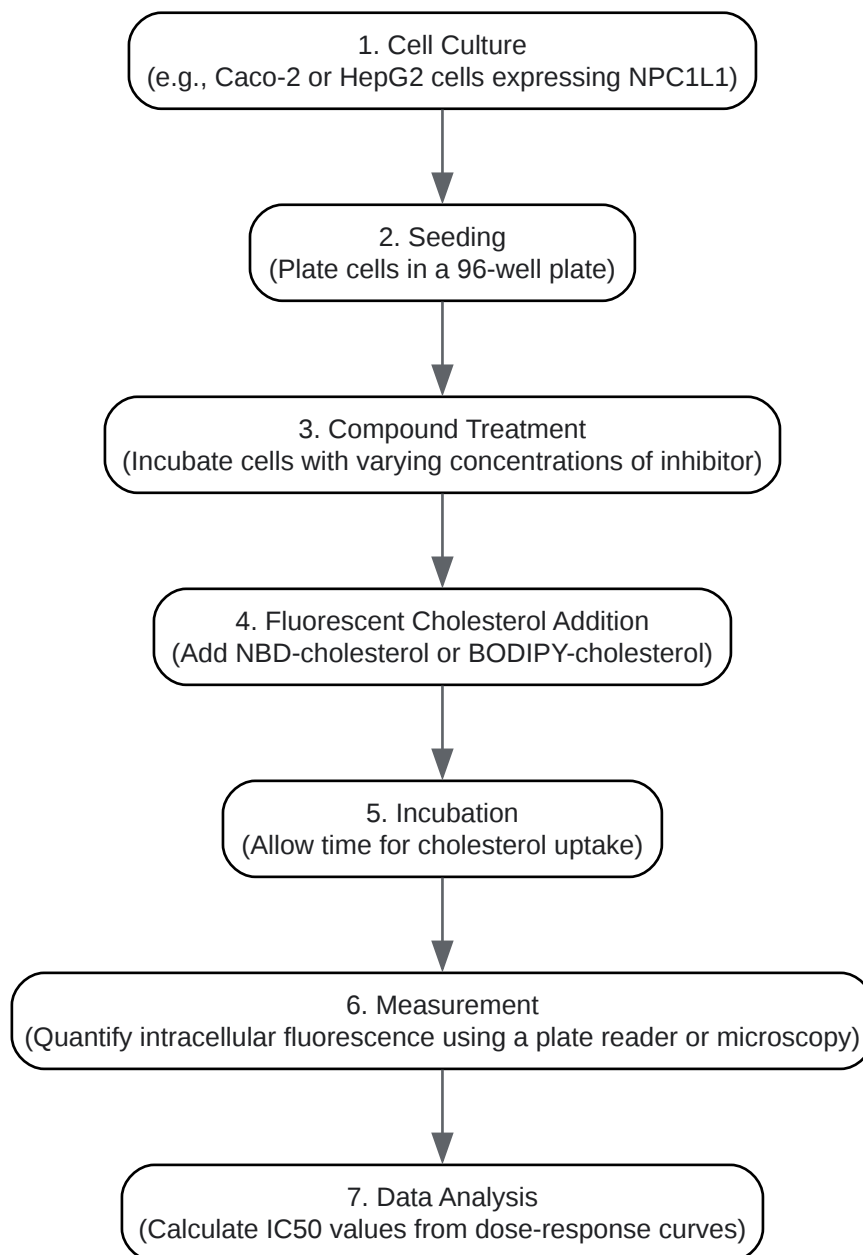 1. Cell Culture
(e.g., Caco-2 or HepG2 cells expressing NPC1L1)
2. Seeding
(Plate cells in a 96-well plate)
3. Compound Treatment
(Incubate cells with varying concentrations of inhibitor)
4. Fluorescent Cholesterol Addition
(Add NBD-cholesterol or BODIPY-cholesterol)
5. Incubation
(Allow time for cholesterol uptake)
6. Measurement
(Quantify intracellular fluorescence using a plate reader or microscopy)
7. Data Analysis
(Calculate IC50 values from dose-response curves)